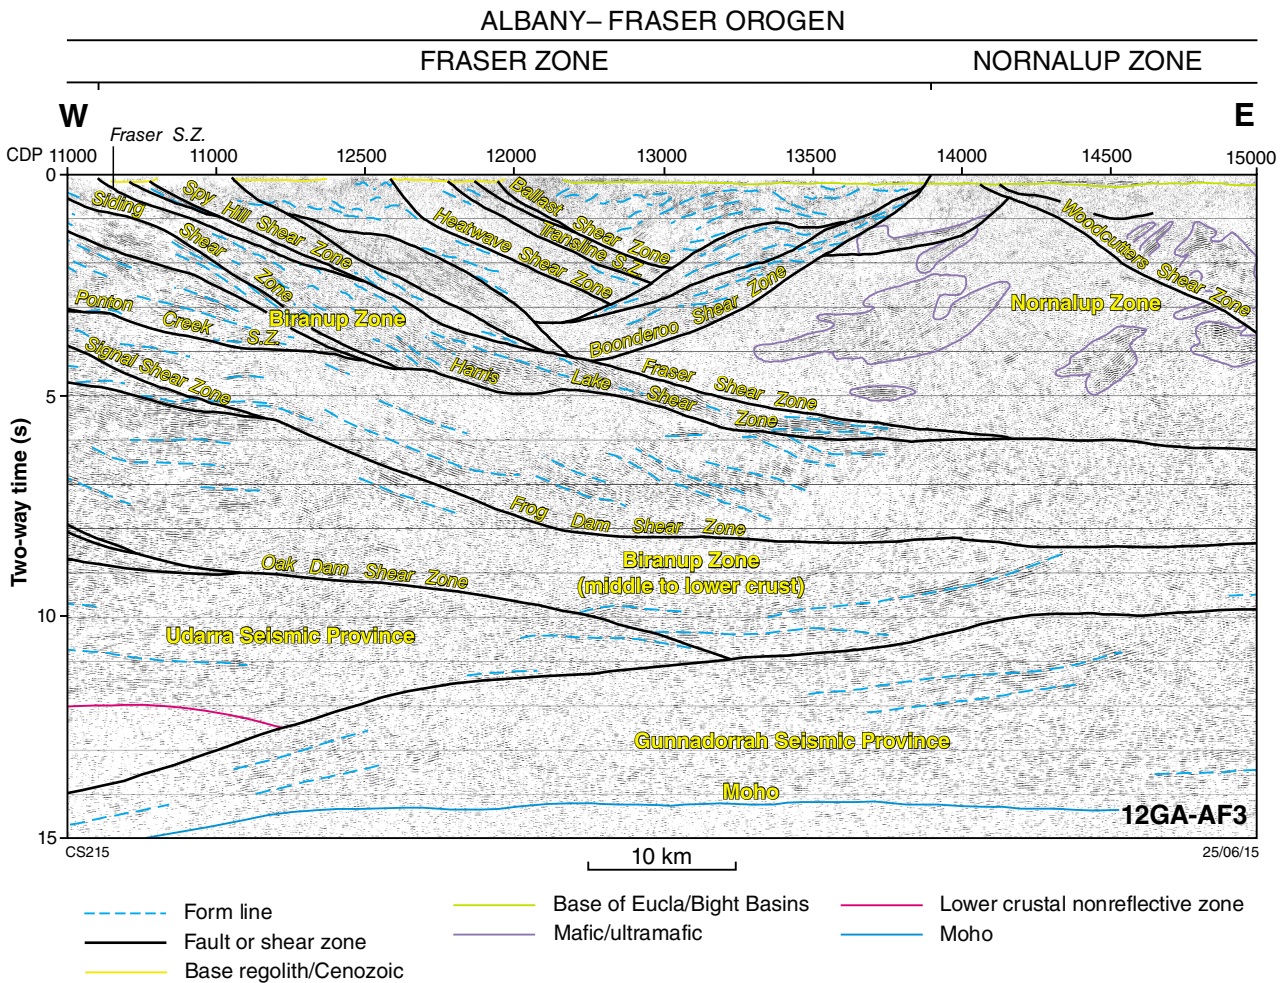 ALBANY–FRASER OROGEN
FRASER ZONE
NORNALUP ZONE
W
E
Fraser S.Z.
CDP 11000 11000 12500 12000 13000 13500 14000 14500 15000
0
5
10
15
Two-way time (s)
Siding Shear Zone
Spy Hill Shear Zone
Heatwave Shear Zone
Transline S.Z.
Ballast Shear Zone
Woodcutters Shear Zone
Boonderoo Shear Zone
Biranup Zone
Nornalup Zone
Ponton Creek S.Z.
Signal Shear Zone
Harris Lake Shear Zone
Fraser Shear Zone
Frog Dam Shear Zone
Biranup Zone
(middle to lower crust)
Oak Dam Shear Zone
Udarra Seismic Province
Gunnadorrah Seismic Province
Moho
12GA-AF3
CS215
25/06/15
10 km
Form line
Fault or shear zone
Base regolith/Cenozoic
Base of Eucla/Bight Basins
Mafic/ultramafic
Lower crustal nonreflective zone
Moho